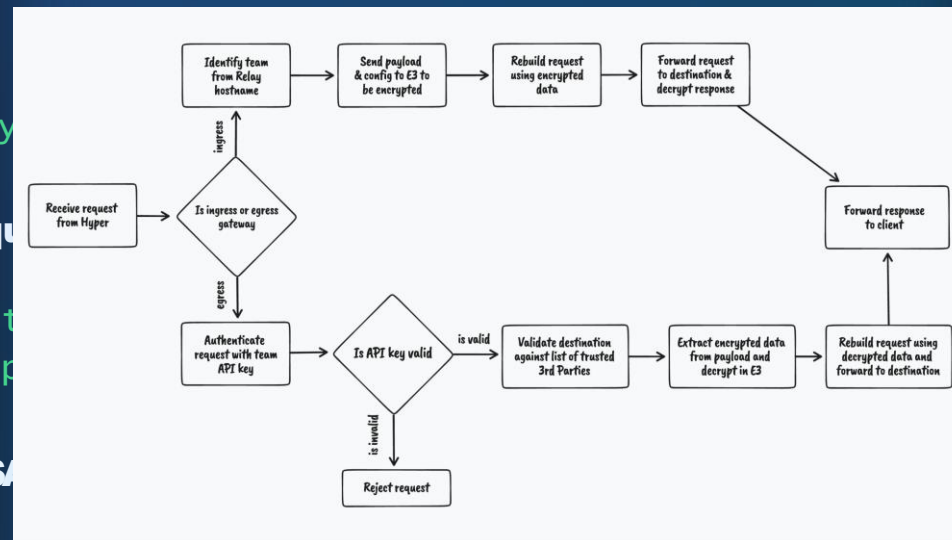 Identify team
from Relay
hostname
Send payload
& config to E3 to
be encrypted
Rebuild request
using encrypted
data
Forward request
to destination &
decrypt response
ingress
Receive request
from Hyper
Is ingress or egress
gateway
Forward response
to client
egress
Authenticate
request with team
API key
Is API key valid
is valid
Validate destination
against list of trusted
3rd Parties
Extract encrypted data
from payload and
decrypt in E3
Rebuild request using
decrypted data and
forward to destination
is invalid
Reject request